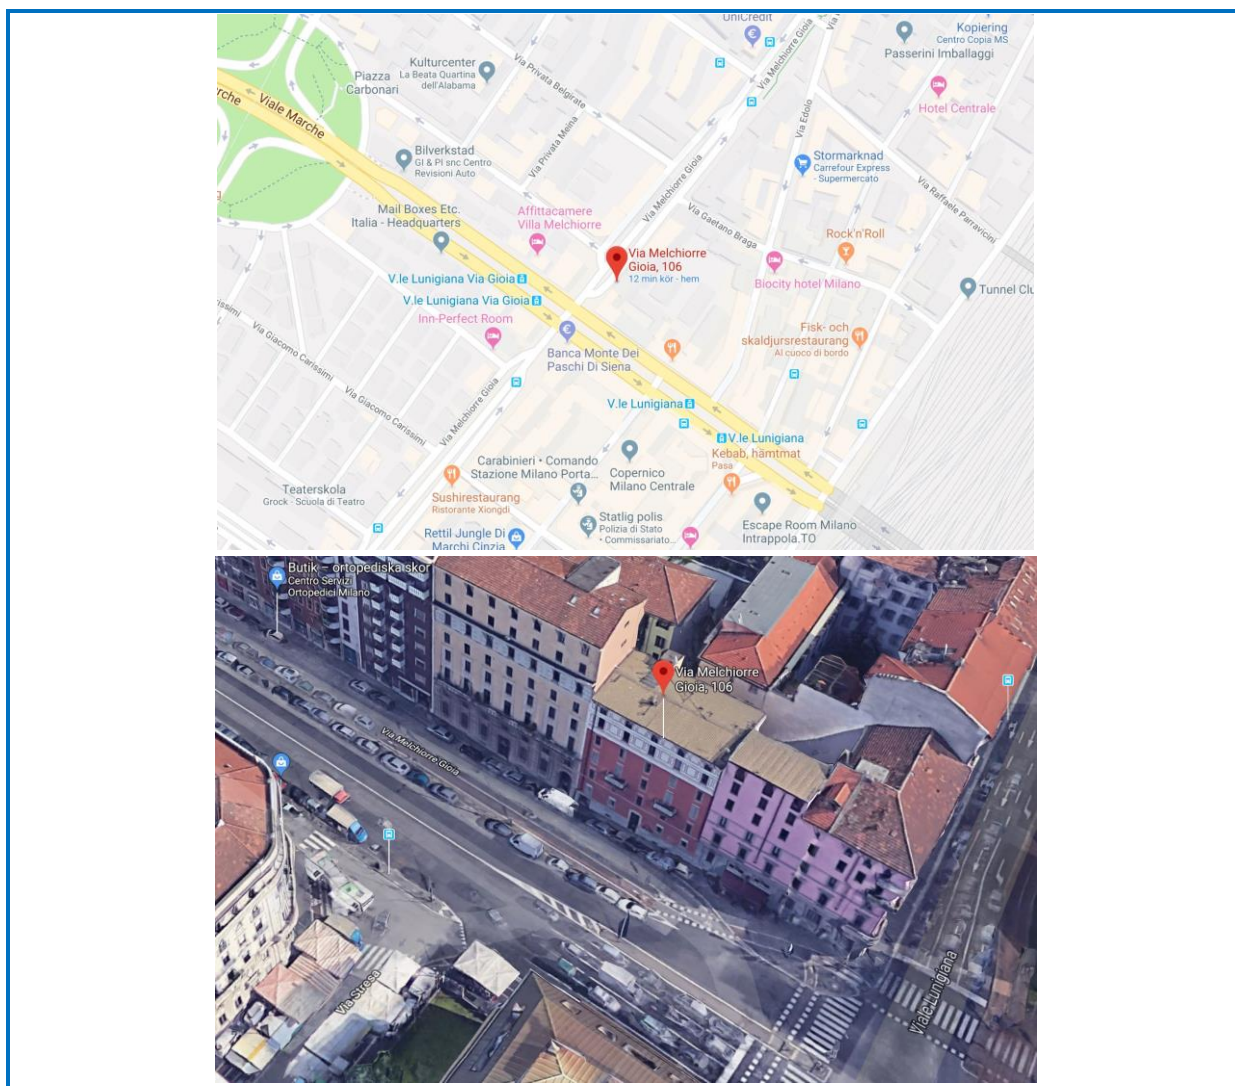 UniCredit
Kopiering
Centro Copia MS
Passerini Imballaggi
Kulturcenter
La Beata Quartina
dell'Alabama
Piazza
Carbonari
Via Privata Belgirate
Via Melchiorre Gioia
Hotel Centrale
arche
Viale Marche
Via Privata Meina
Via Edolo
Bilverkstad
GI & PI snc Centro
Revisioni Auto
Stormarknad
Carrefour Express
- Supermercato
Via Melchiorre Gioia
Via Raffaele Parravicini
Mail Boxes Etc.
Italia - Headquarters
Affittacamere
Villa Melchiorre
Via Gaetano Braga
Rock'n'Roll
Via Melchiorre
Gioia, 106
12 min kör - hem
V.le Lunigiana Via Gioia
Biocity hotel Milano
Tunnel Clu
V.le Lunigiana Via Gioia
Inn-Perfect Room
Via Giacomo Carissimi
Banca Monte Dei
Paschi Di Siena
Fisk- och
skaldjursrestaurang
Al cuoco di bordo
Via Giacomo Carissimi
Via Melchiorre Gioia
V.le Lunigiana
V.le Lunigiana
Kebab, hämtmat
Pasa
Carabinieri • Comando
Stazione Milano Porta...
Copernico
Milano Centrale
Teaterskola
Grock - Scuola di Teatro
Sushirestaurang
Ristorante Xiongdi
Statlig polis
Polizia di Stato
• Commissariato...
Escape Room Milano
Intrappola.TO
Rettil Jungle Di
Marchi Cinzia
Butik – ortopediska skor
Centro Servizi
Ortopedici Milano
Via Melchiorre
Gioia, 106
Via Melchiorre Gioia
Via Stresa
Viale Lunigiana